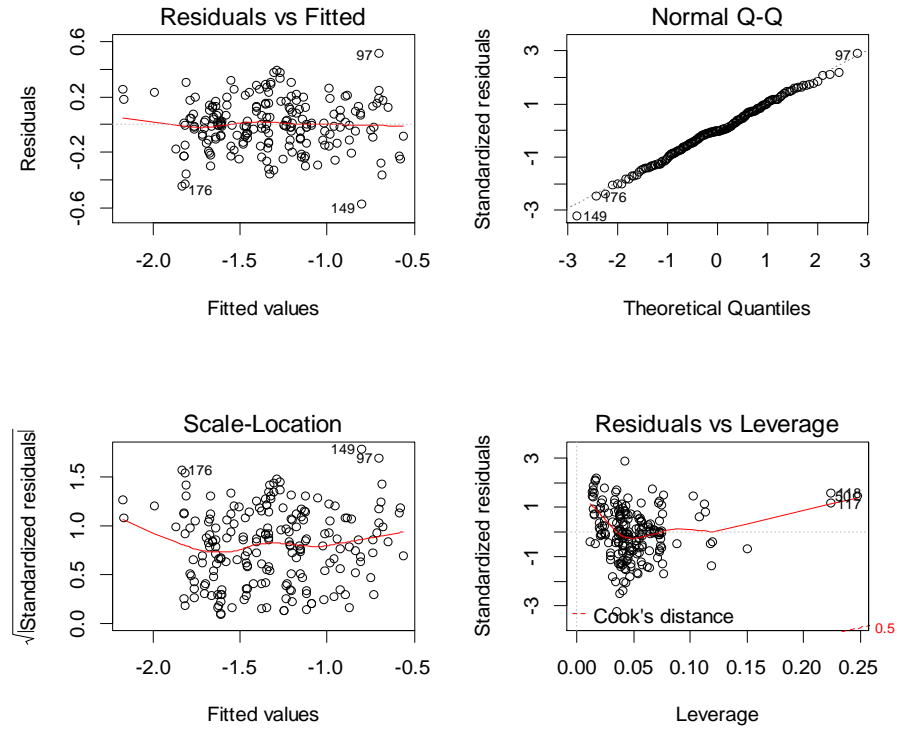 Residuals vs Fitted
Residuals
0.6
0.2
-0.2
-0.6
97
176
149
-2.0 -1.5 -1.0 -0.5
Fitted values
Normal Q-Q
Standardized residuals
3
1
-1
-3
97
176
149
-3 -2 -1 0 1 2 3
Theoretical Quantiles
Scale-Location
√|Standardized residuals|
1.5
1.0
0.5
0.0
149
97
176
-2.0 -1.5 -1.0 -0.5
Fitted values
Residuals vs Leverage
Standardized residuals
3
1
-1
-3
117
Cook's distance
0.5
0.00 0.05 0.10 0.15 0.20 0.25
Leverage